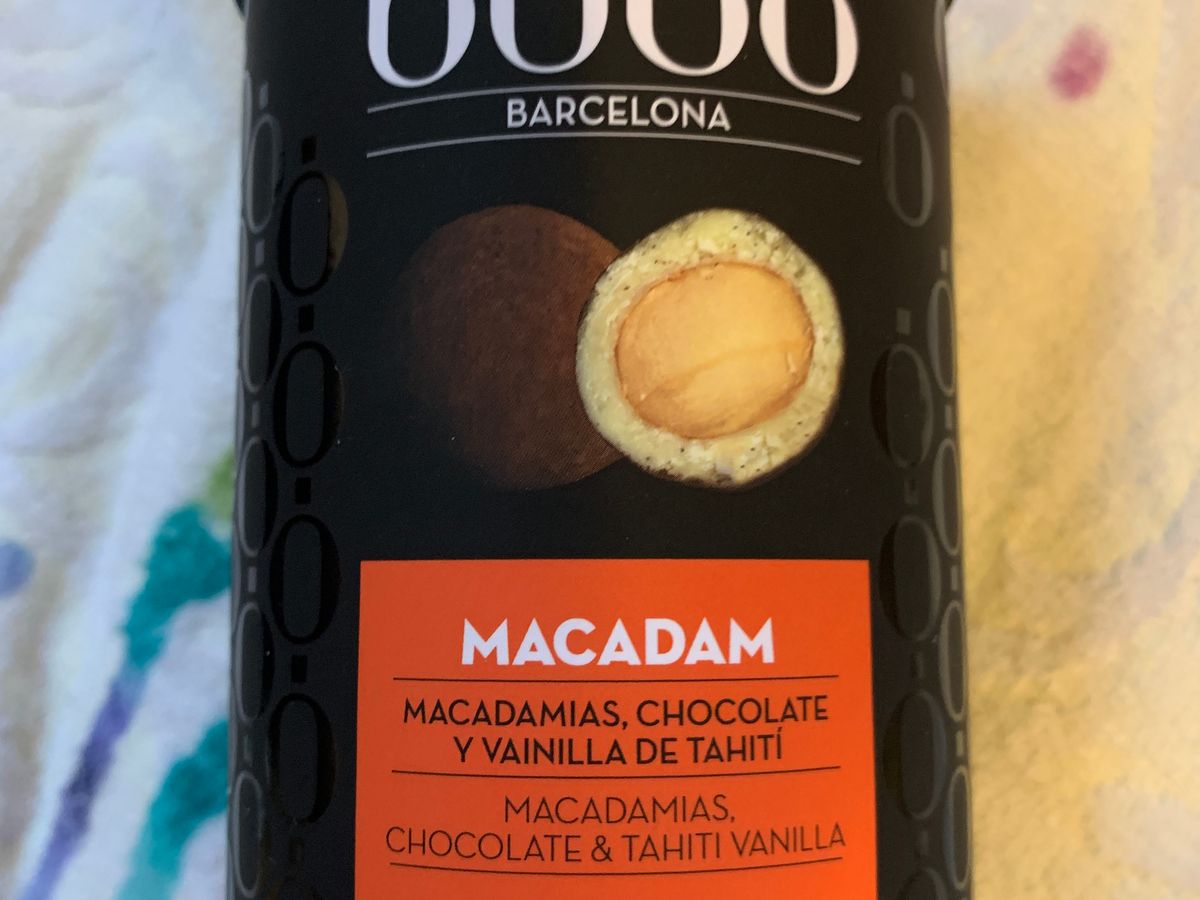 BARCELONA
MACADAM
MACADAMIAS, CHOCOLATE
Y VAINILLA DE TAHITÍ
MACADAMIAS,
CHOCOLATE & TAHITI VANILLA